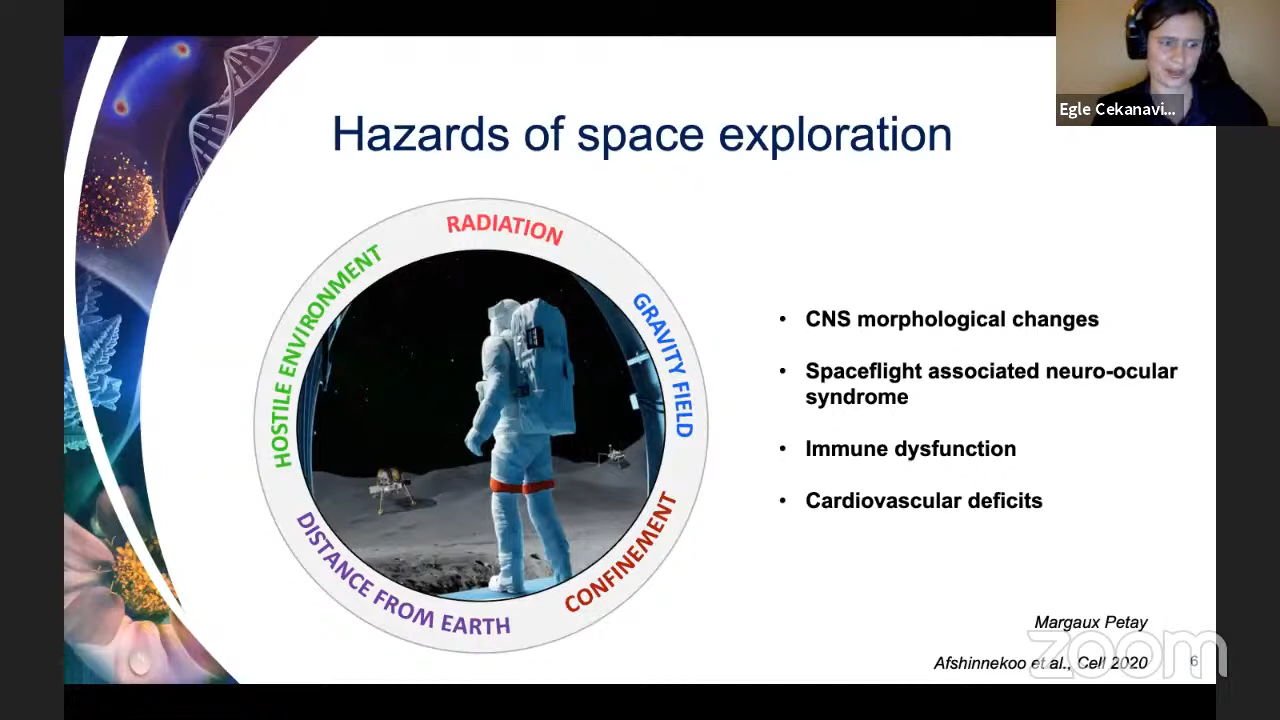 Egle Cekanavi...
Hazards of space exploration
RADIATION
GRAVITY FIELD
CONFINEMENT
DISTANCE FROM EARTH
HOSTILE ENVIRONMENT
• CNS morphological changes
• Spaceflight associated neuro-ocular
syndrome
• Immune dysfunction
• Cardiovascular deficits
Margaux Petay
Afshinnekoo et al., Cell 2020
6
zoom